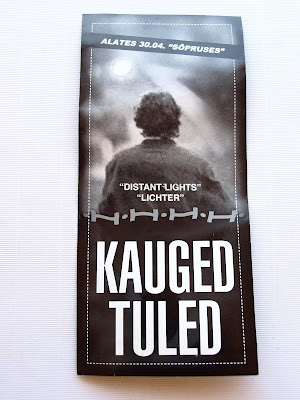 ALATES 30.04. "SÕPRUSES"
"DISTANT LIGHTS"
"LICHTER"
KAUGED
TULED